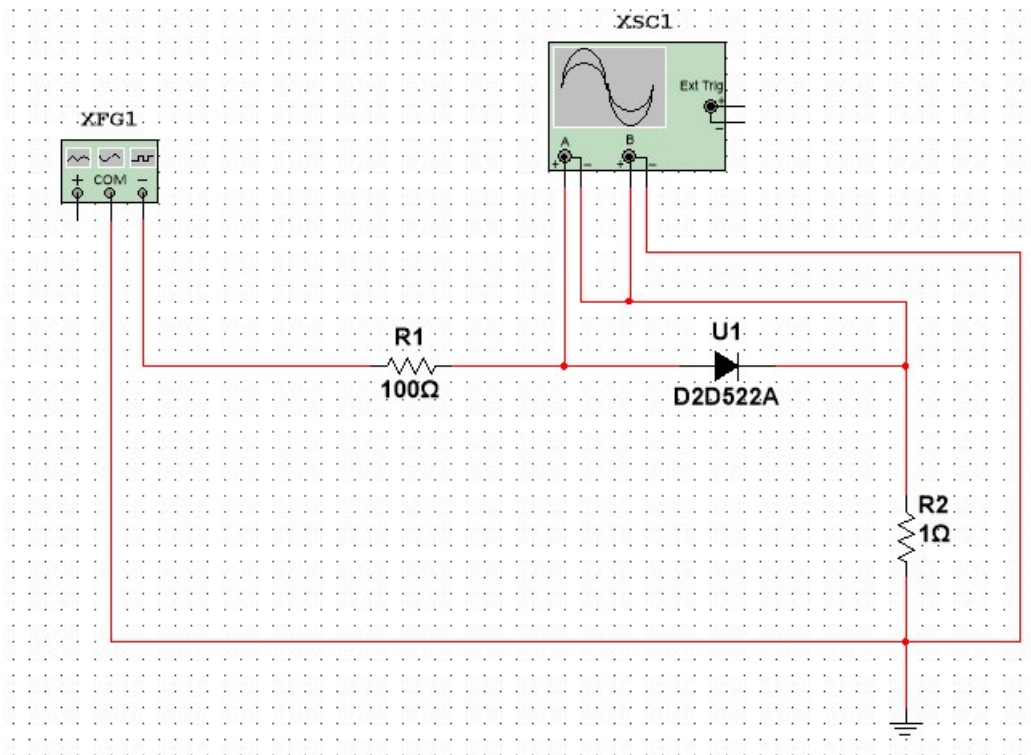 XSC1
Ext Trig
+
−
A
B
+ − + −
XFG1
+ COM −
R1
100Ω
U1
D2D522A
R2
1Ω